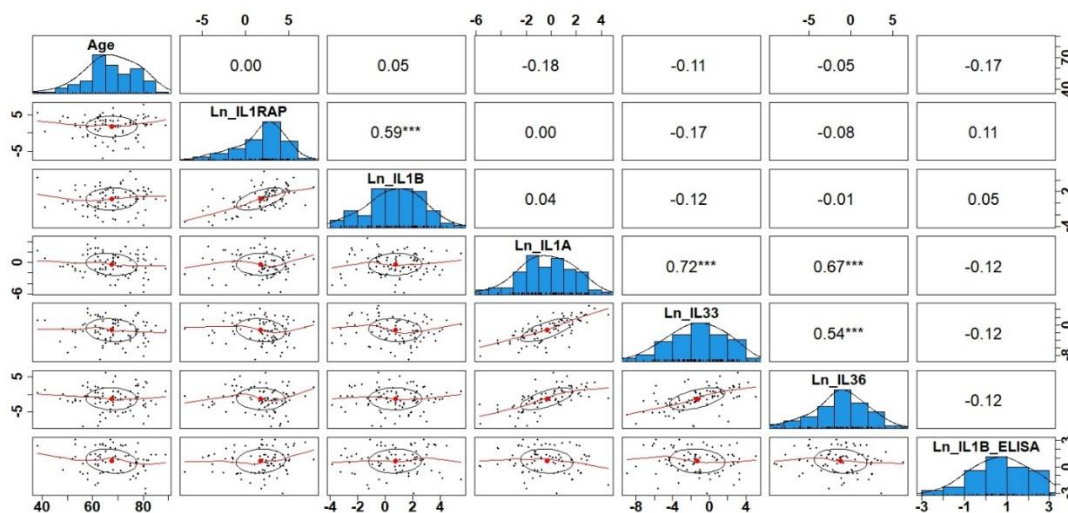 -5 0 5 -6 -4 -2 0 2 4 -5 0 5
Age 0.00 0.05 -0.18 -0.11 -0.05 -0.17 40 70
5 -5 Ln_IL1RAP 0.59*** 0.00 -0.17 -0.08 0.11
Ln_IL1B 0.04 -0.12 -0.01 0.05 -4 2
0 -6 Ln_IL1A 0.72*** 0.67*** -0.12
Ln_IL33 0.54*** -0.12 -8 0
5 -5 Ln_IL36 -0.12
Ln_IL1B_ELISA -3 0 3
40 60 80 -4 -2 0 2 4 -8 -4 0 4 -3 -1 1 3